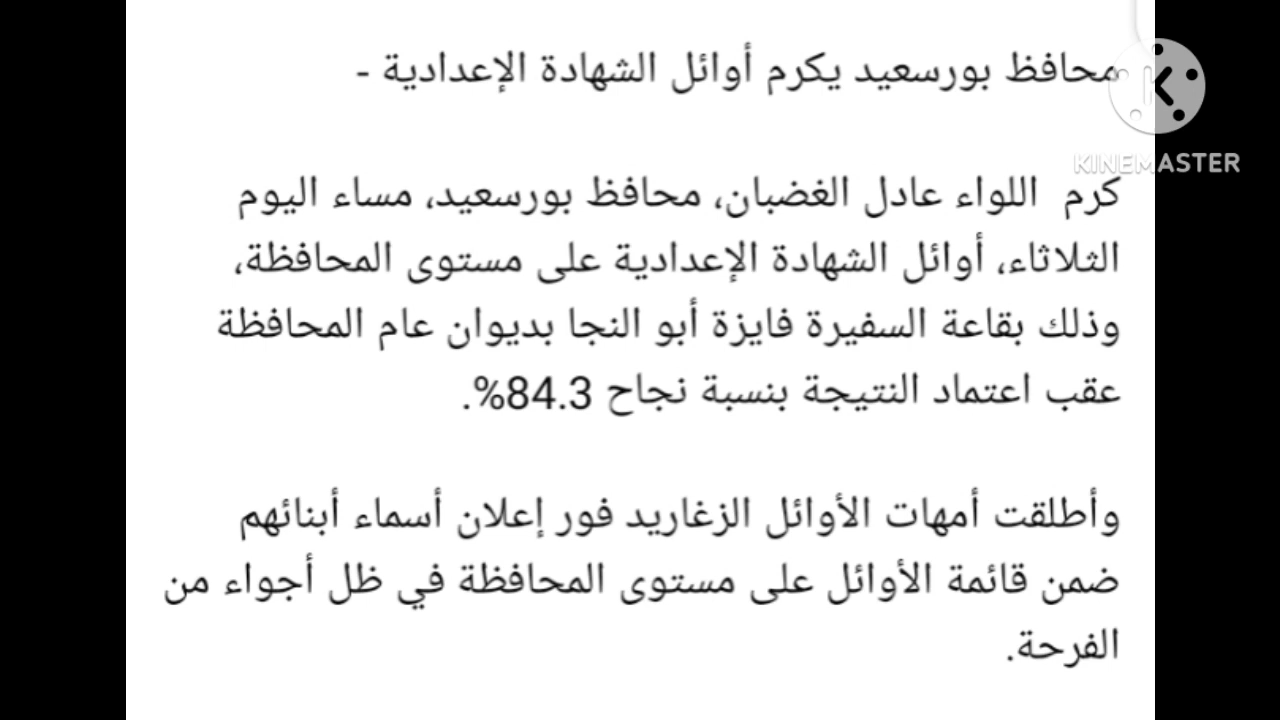 محافظ بورسعيد يكرم أوائل الشهادة الإعدادية -
KINEMASTER
كرم اللواء عادل الغضبان، محافظ بورسعيد، مساء اليوم
الثلاثاء، أوائل الشهادة الإعدادية على مستوى المحافظة،
وذلك بقاعة السفيرة فايزة أبو النجا بديوان عام المحافظة
عقب اعتماد النتيجة بنسبة نجاح 84.3%.
وأطلقت أمهات الأوائل الزغاريد فور إعلان أسماء أبنائهم
ضمن قائمة الأوائل على مستوى المحافظة في ظل أجواء من
الفرحة.